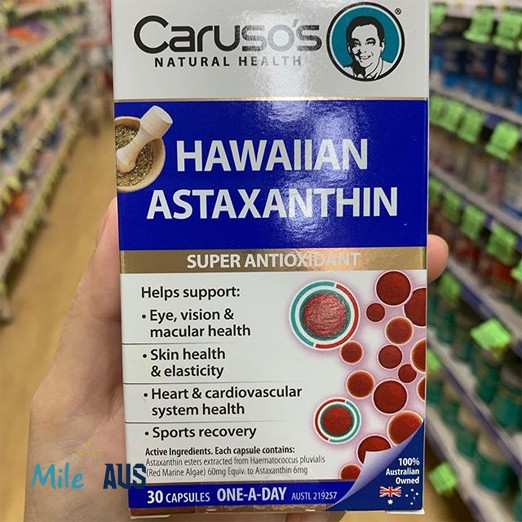 Caruso's
NATURAL HEALTH
HAWAIIAN
ASTAXANTHIN
SUPER ANTIOXIDANT
Helps support:
• Eye, vision &
macular health
• Skin health
& elasticity
• Heart & cardiovascular
system health
• Sports recovery
Active Ingredients. Each capsule contains:
Astaxanthin esters extracted from Haematococcus pluvialis
(Red Marine Algae) 60mg Equiv. to Astaxanthin 6mg
100%
Australian
Owned
30 CAPSULES ONE-A-DAY AUSTL 219257
Mile AUS